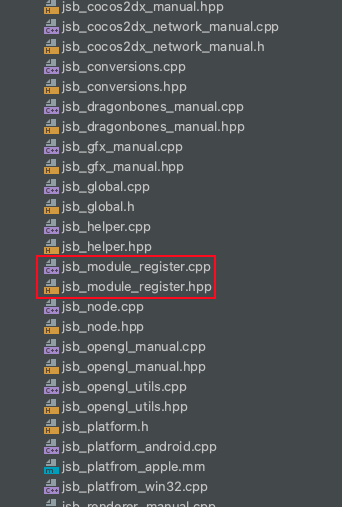 jsb_cocos2dx_manual.hpp
jsb_cocos2dx_network_manual.cpp
jsb_cocos2dx_network_manual.h
jsb_conversions.cpp
jsb_conversions.hpp
jsb_dragonbones_manual.cpp
jsb_dragonbones_manual.hpp
jsb_gfx_manual.cpp
jsb_gfx_manual.hpp
jsb_global.cpp
jsb_global.h
jsb_helper.cpp
jsb_helper.hpp
jsb_module_register.cpp
jsb_module_register.hpp
jsb_node.cpp
jsb_node.hpp
jsb_opengl_manual.cpp
jsb_opengl_manual.hpp
jsb_opengl_utils.cpp
jsb_opengl_utils.hpp
jsb_platform.h
jsb_platform_android.cpp
jsb_platfrom_apple.mm
jsb_platfrom_win32.cpp
jsb_renderer_manual.cpp